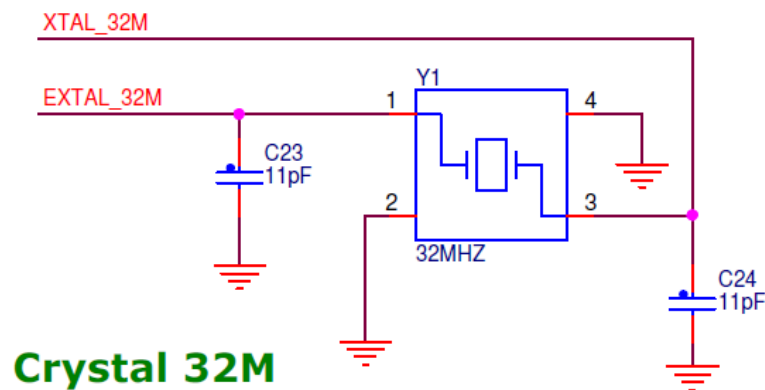 XTAL_32M
EXTAL_32M
Y1
1
4
C23
11pF
2
3
32MHZ
C24
11pF
Crystal 32M